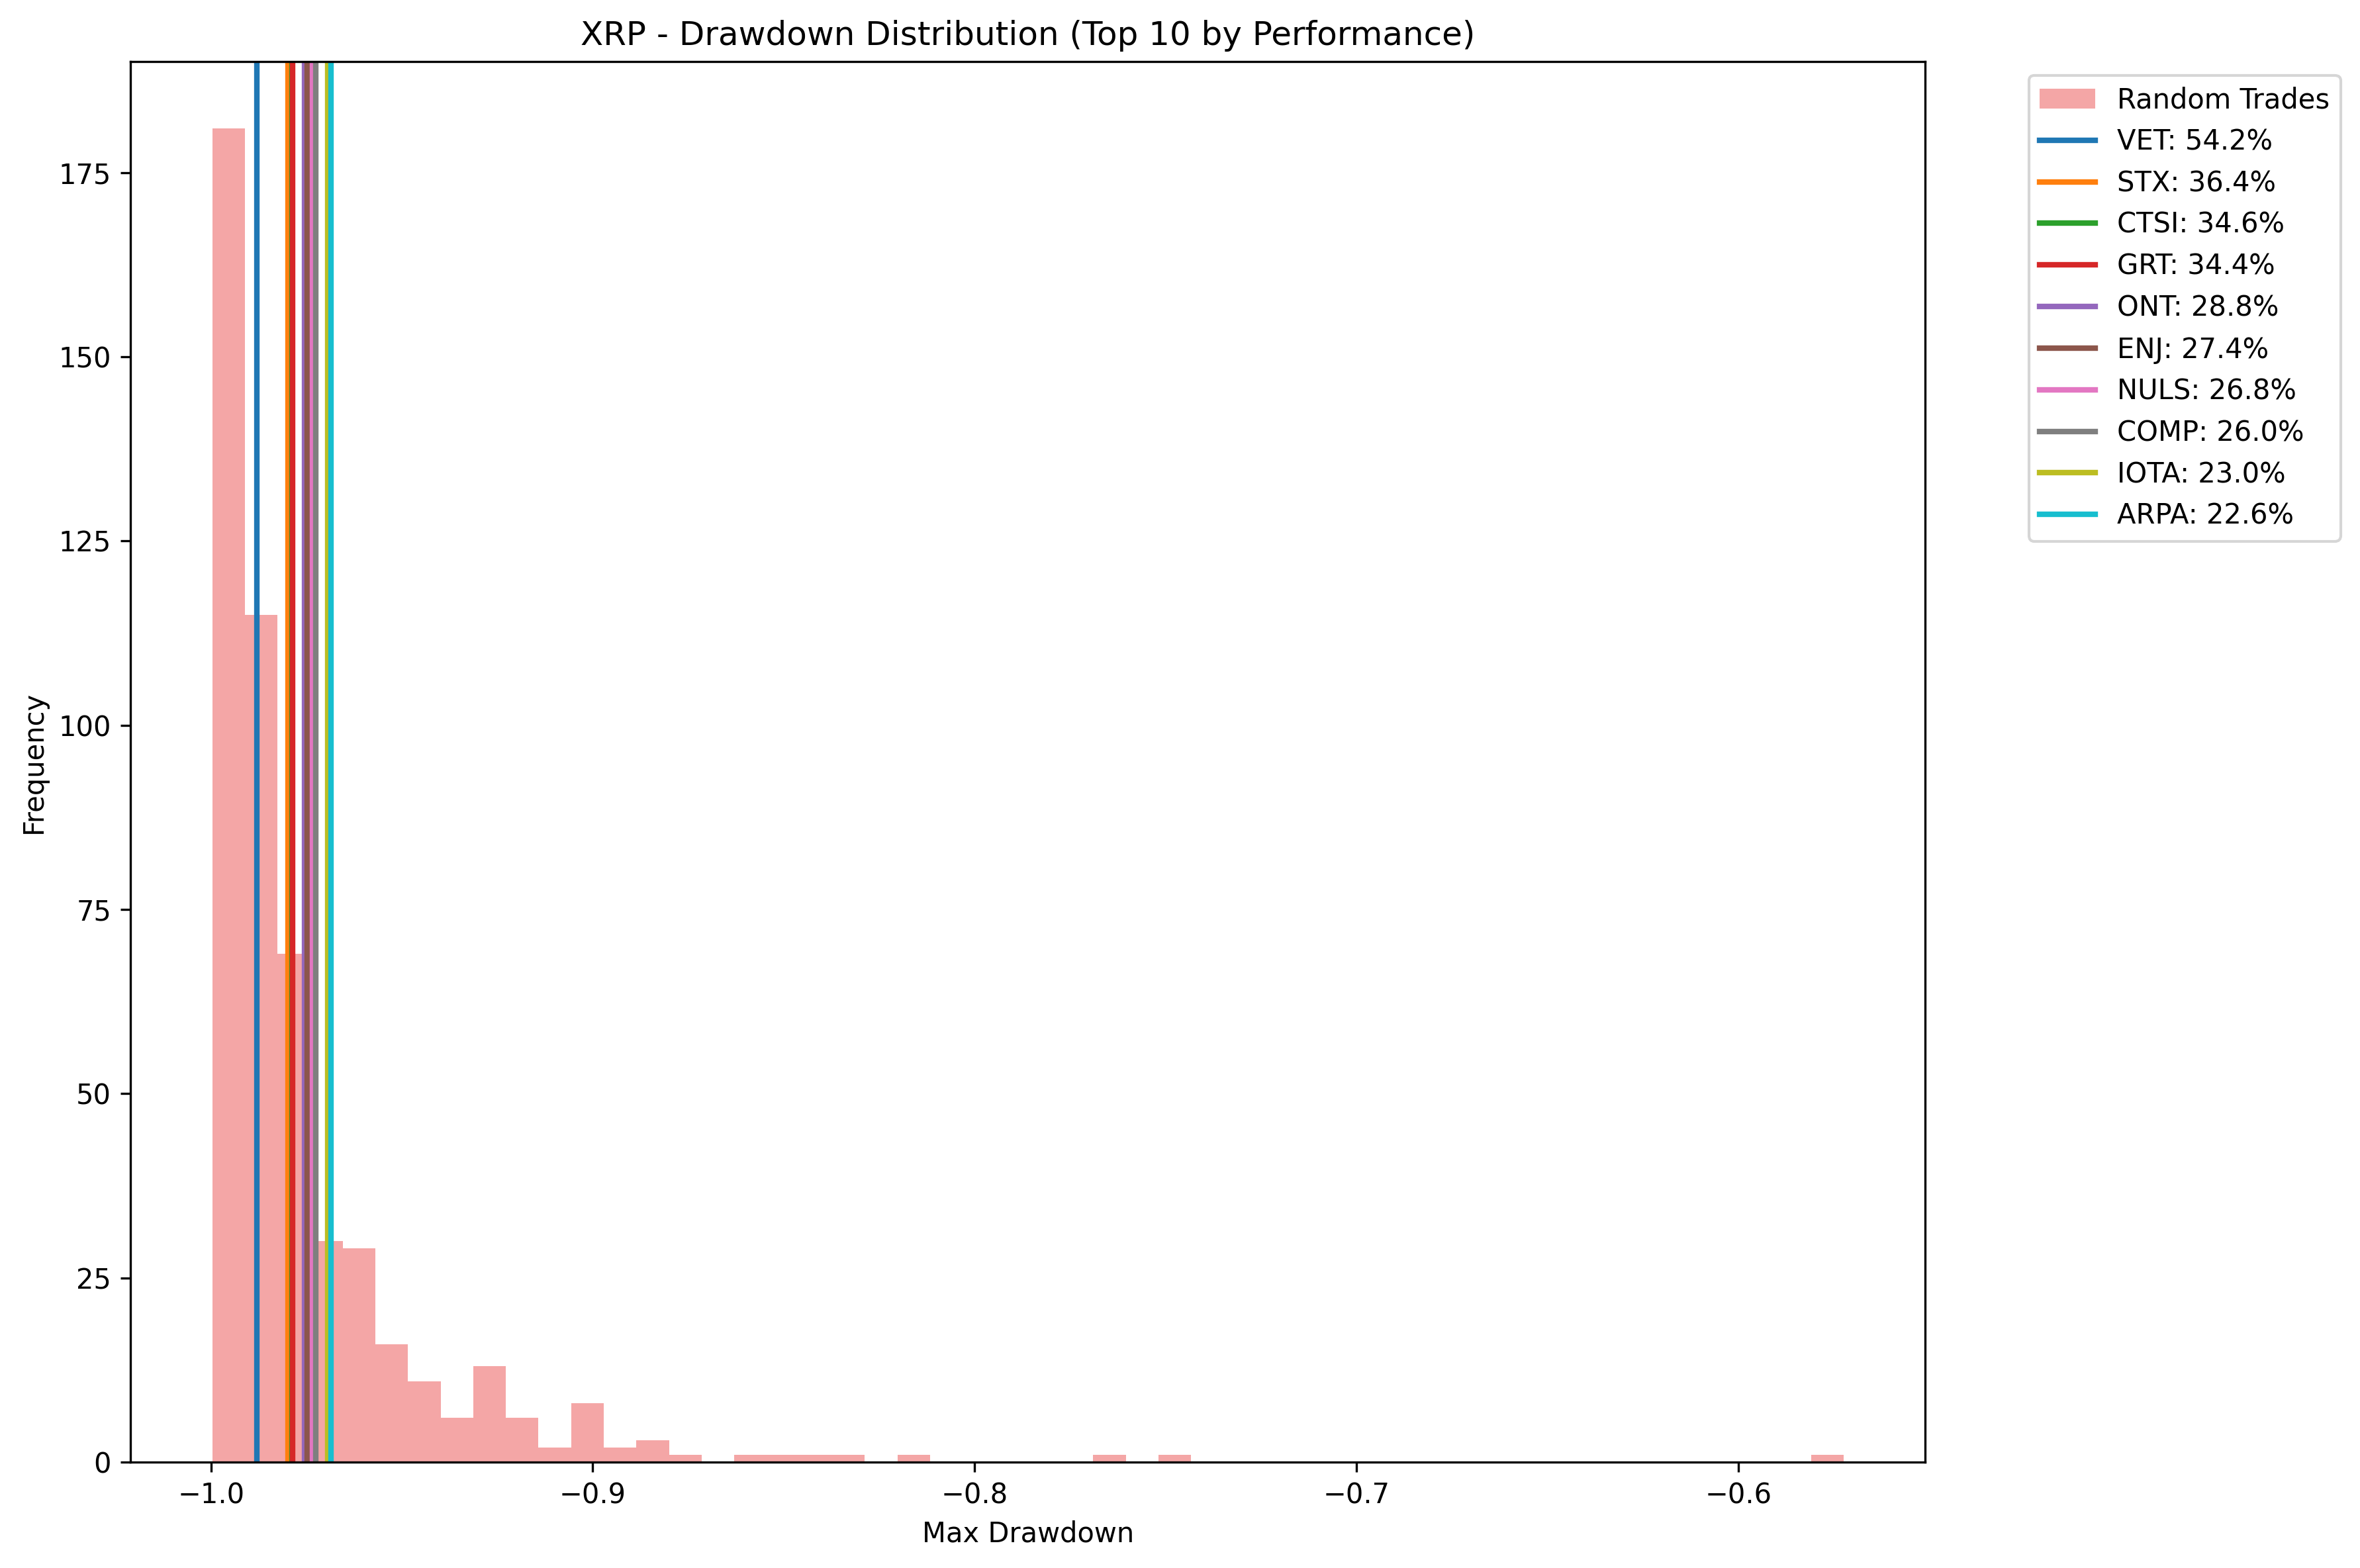 XRP - Drawdown Distribution (Top 10 by Performance)
Frequency
175
150
125
100
75
50
25
0
−1.0
−0.9
−0.8
−0.7
−0.6
Max Drawdown
Random Trades
VET: 54.2%
STX: 36.4%
CTSI: 34.6%
GRT: 34.4%
ONT: 28.8%
ENJ: 27.4%
NULS: 26.8%
COMP: 26.0%
IOTA: 23.0%
ARPA: 22.6%